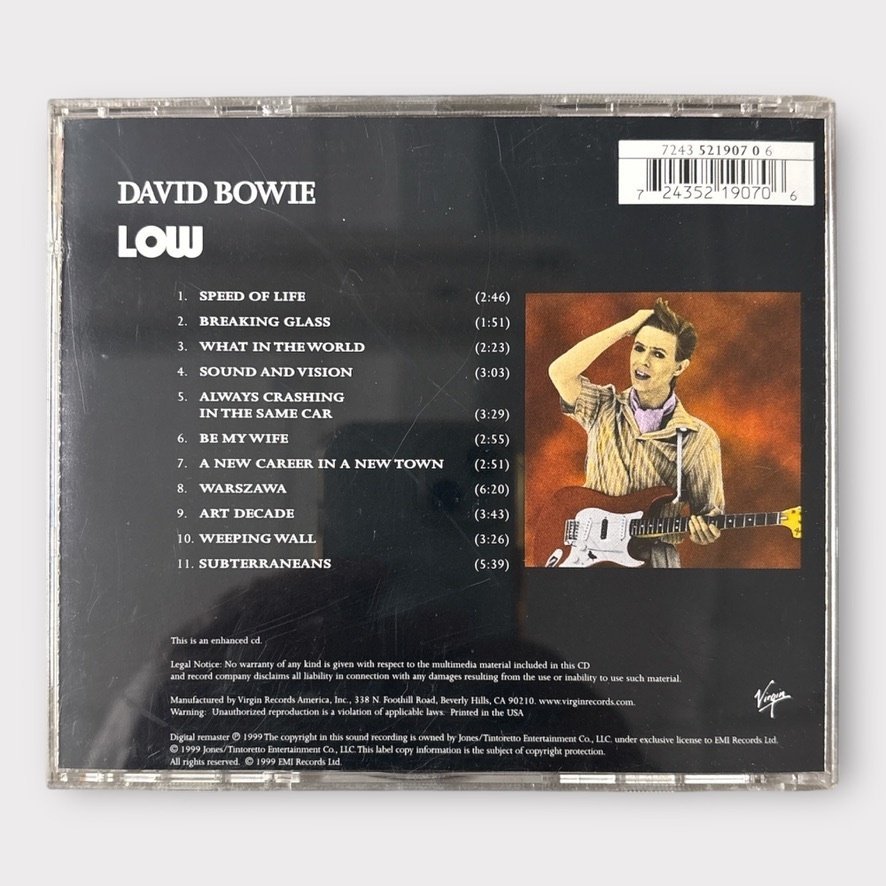 7243 521907 0 6
7 24352 19070 6
DAVID BOWIE
LOW
1. SPEED OF LIFE (2:46)
2. BREAKING GLASS (1:51)
3. WHAT IN THE WORLD (2:23)
4. SOUND AND VISION (3:03)
5. ALWAYS CRASHING
IN THE SAME CAR (3:29)
6. BE MY WIFE (2:55)
7. A NEW CAREER IN A NEW TOWN (2:51)
8. WARSZAWA (6:20)
9. ART DECADE (3:43)
10. WEEPING WALL (3:26)
11. SUBTERRANEANS (5:39)
This is an enhanced cd.
Legal Notice: No warranty of any kind is given with respect to the multimedia material included in this CD
and record company disclaims all liability in connection with any damages resulting from the use or inability to use such material.
Manufactured by Virgin Records America, Inc., 338 N. Foothill Road, Beverly Hills, CA 90210. www.virginrecords.com.
Warning: Unauthorized reproduction is a violation of applicable laws. Printed in the USA
Virgin
Digital remaster ℗ 1999 The copyright in this sound recording is owned by Jones/Tintoretto Entertainment Co., LLC. under exclusive license to EMI Records Ltd.
© 1999 Jones/Tintoretto Entertainment Co., LLC. This label copy information is the subject of copyright protection.
All rights reserved. © 1999 EMI Records Ltd.